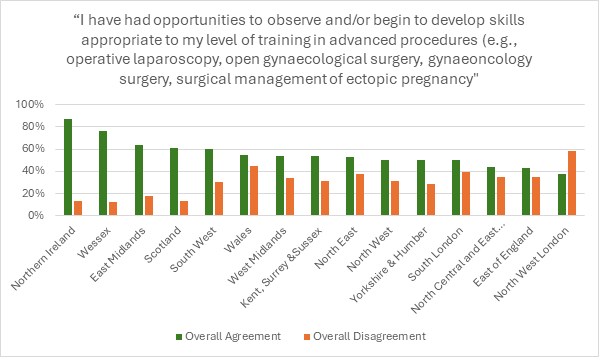 “I have had opportunities to observe and/or begin to develop skills
appropriate to my level of training in advanced procedures (e.g.,
operative laparoscopy, open gynaecological surgery, gynaeoncology
surgery, surgical management of ectopic pregnancy"
100%
80%
60%
40%
20%
0%
Northern Ireland
Wessex
East Midlands
Scotland
South West
Wales
West Midlands
Kent, Surrey &Sussex
North East
North West
Yorkshire & Humber
South London
North Central and East...
East of England
North West London
Overall Agreement
Overall Disagreement